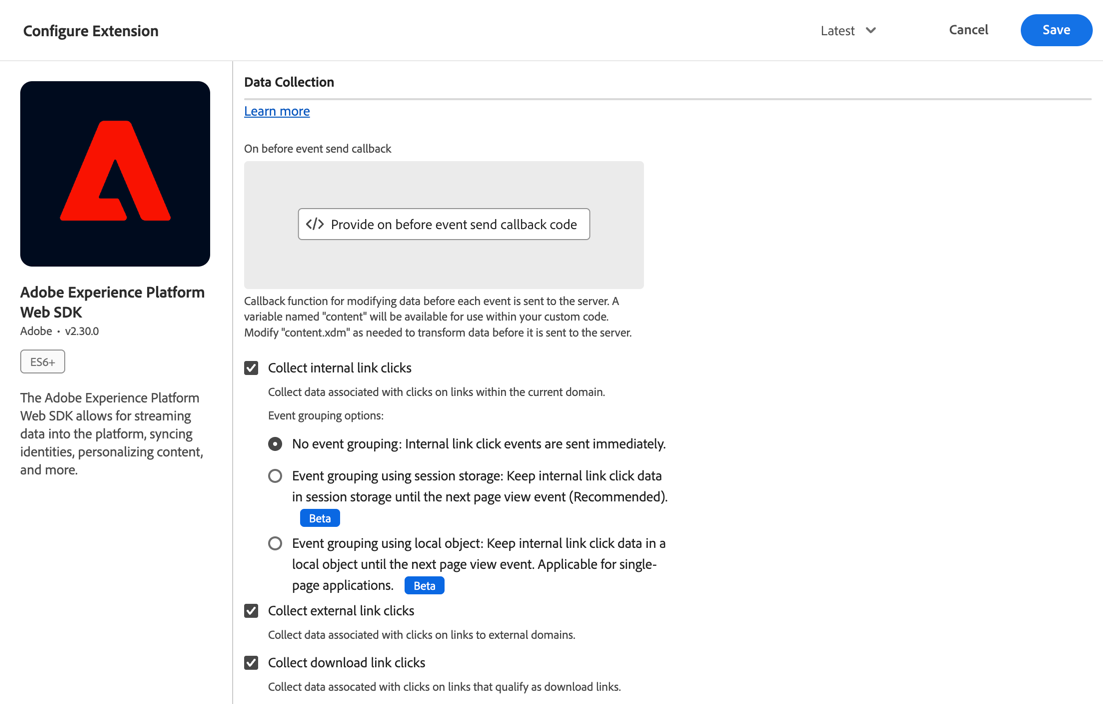 Configure Extension
Latest
Cancel
Save
Adobe Experience Platform
Web SDK
Adobe • v2.30.0
ES6+
The Adobe Experience Platform
Web SDK allows for streaming
data into the platform, syncing
identities, personalizing content,
and more.
Data Collection
Learn more
On before event send callback
</> Provide on before event send callback code
Callback function for modifying data before each event is sent to the server. A
variable named "content" will be available for use within your custom code.
Modify "content.xdm" as needed to transform data before it is sent to the server.
Collect internal link clicks
Collect data associated with clicks on links within the current domain.
Event grouping options:
No event grouping: Internal link click events are sent immediately.
Event grouping using session storage: Keep internal link click data
in session storage until the next page view event (Recommended).
Beta
Event grouping using local object: Keep internal link click data in a
local object until the next page view event. Applicable for single-
page applications. Beta
Collect external link clicks
Collect data associated with clicks on links to external domains.
Collect download link clicks
Collect data assocated with clicks on links that qualify as download links.